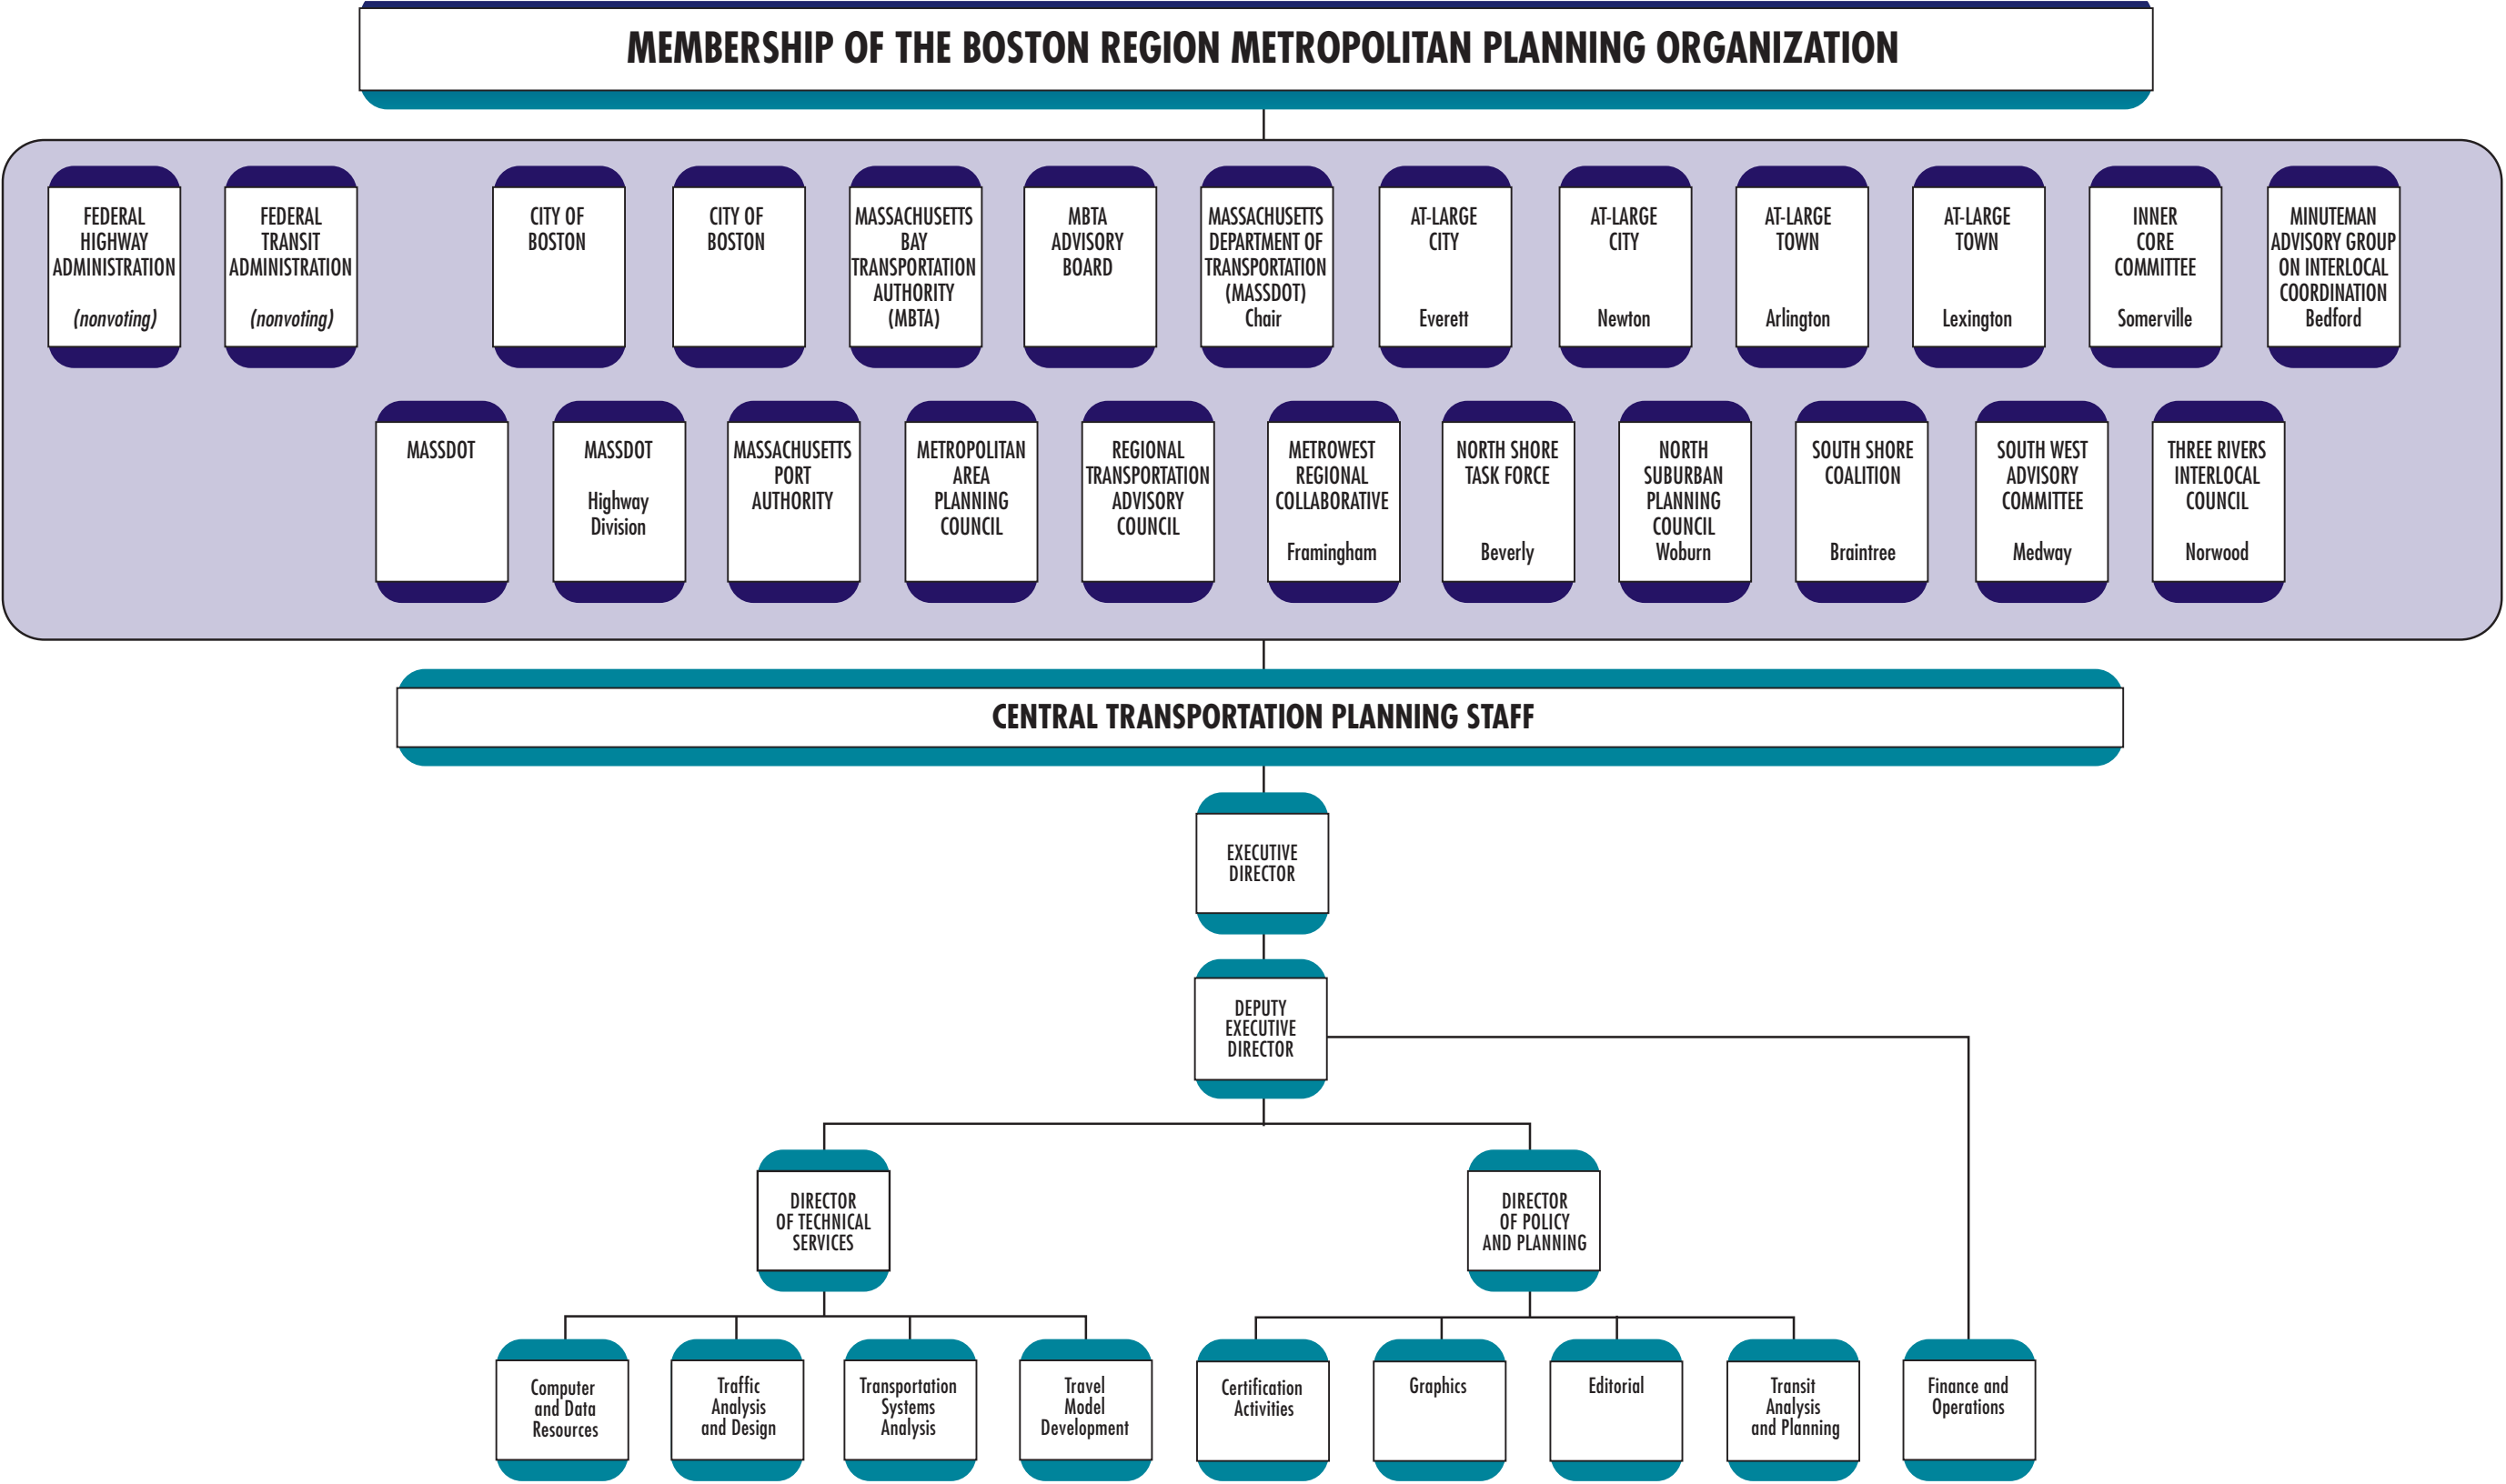 MEMBERSHIP OF THE BOSTON REGION METROPOLITAN PLANNING ORGANIZATION
FEDERAL
HIGHWAY
ADMINISTRATION
(nonvoting)
FEDERAL
TRANSIT
ADMINISTRATION
(nonvoting)
CITY OF
BOSTON
CITY OF
BOSTON
MASSACHUSETTS
BAY
TRANSPORTATION
AUTHORITY
(MBTA)
MBTA
ADVISORY
BOARD
MASSACHUSETTS
DEPARTMENT OF
TRANSPORTATION
(MASSDOT)
Chair
AT-LARGE
CITY
Everett
AT-LARGE
CITY
Newton
AT-LARGE
TOWN
Arlington
AT-LARGE
TOWN
Lexington
INNER
CORE
COMMITTEE
Somerville
MINUTEMAN
ADVISORY GROUP
ON INTERLOCAL
COORDINATION
Bedford
MASSDOT
MASSDOT
Highway
Division
MASSACHUSETTS
PORT
AUTHORITY
METROPOLITAN
AREA
PLANNING
COUNCIL
REGIONAL
TRANSPORTATION
ADVISORY
COUNCIL
METROWEST
REGIONAL
COLLABORATIVE
Framingham
NORTH SHORE
TASK FORCE
Beverly
NORTH
SUBURBAN
PLANNING
COUNCIL
Woburn
SOUTH SHORE
COALITION
Braintree
SOUTH WEST
ADVISORY
COMMITTEE
Medway
THREE RIVERS
INTERLOCAL
COUNCIL
Norwood
CENTRAL TRANSPORTATION PLANNING STAFF
EXECUTIVE
DIRECTOR
DEPUTY
EXECUTIVE
DIRECTOR
DIRECTOR
OF TECHNICAL
SERVICES
DIRECTOR
OF POLICY
AND PLANNING
Computer
and Data
Resources
Traffic
Analysis
and Design
Transportation
Systems
Analysis
Travel
Model
Development
Certification
Activities
Graphics
Editorial
Transit
Analysis
and Planning
Finance and
Operations